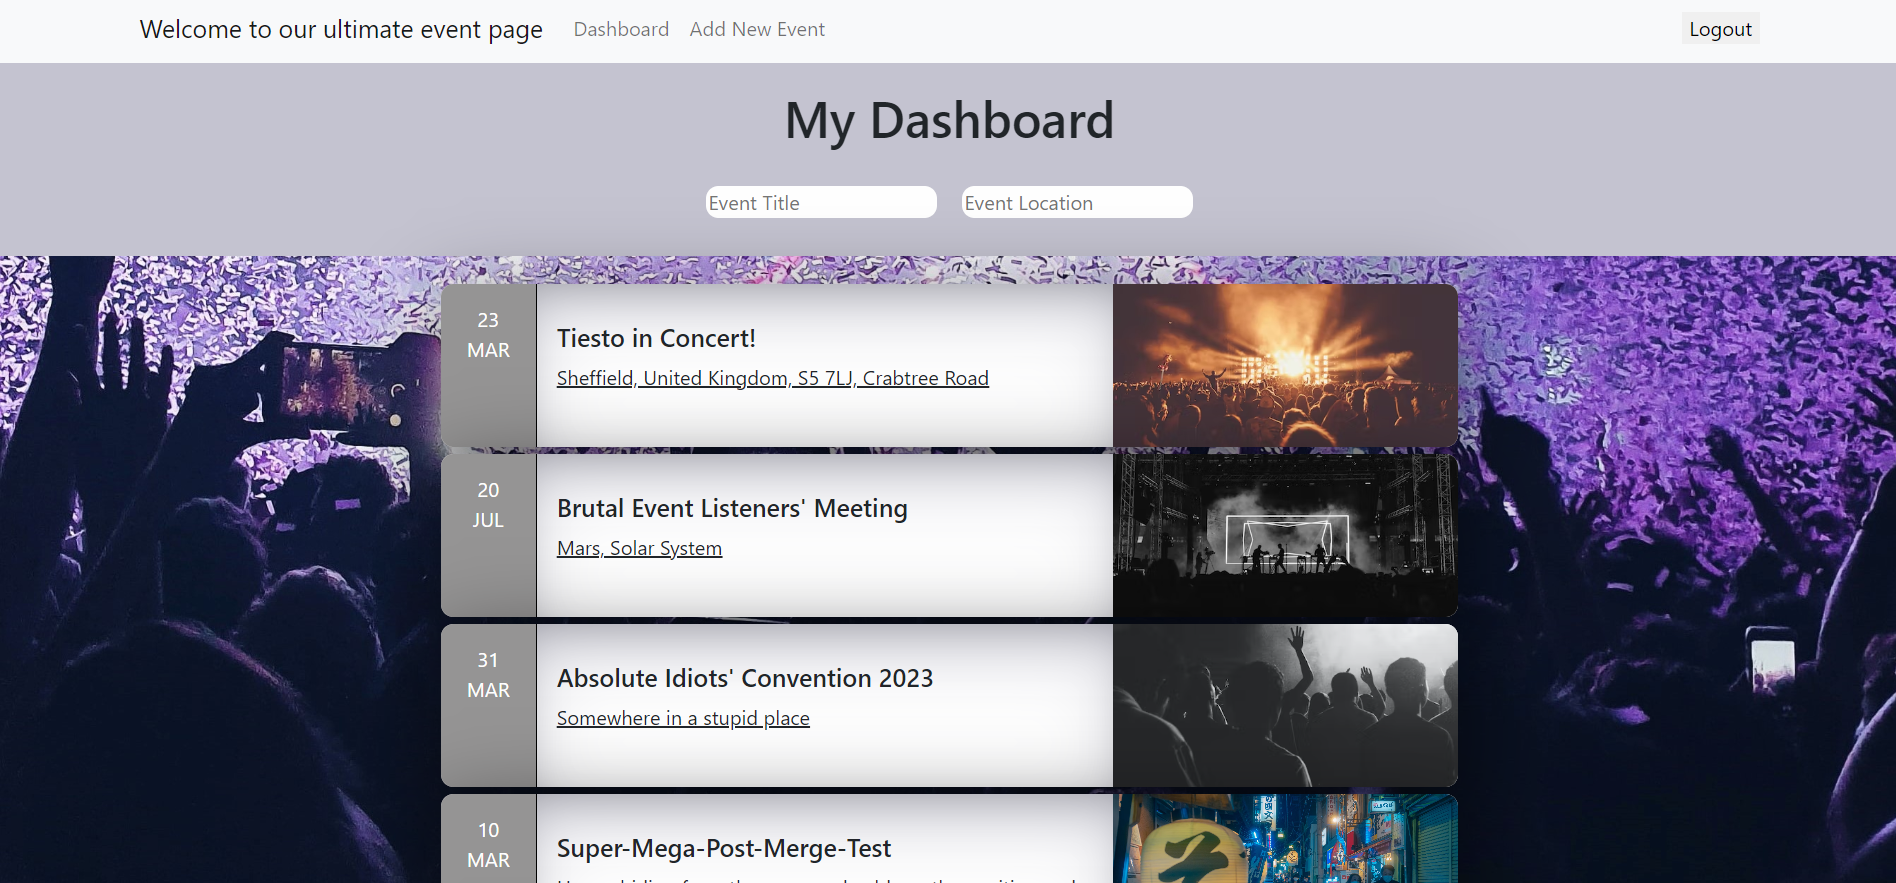 Welcome to our ultimate event page Dashboard Add New Event Logout
My Dashboard
Event Title Event Location
23
MAR
Tiesto in Concert!
Sheffield, United Kingdom, S5 7LJ, Crabtree Road
20
JUL
Brutal Event Listeners' Meeting
Mars, Solar System
31
MAR
Absolute Idiots' Convention 2023
Somewhere in a stupid place
10
MAR
Super-Mega-Post-Merge-Test